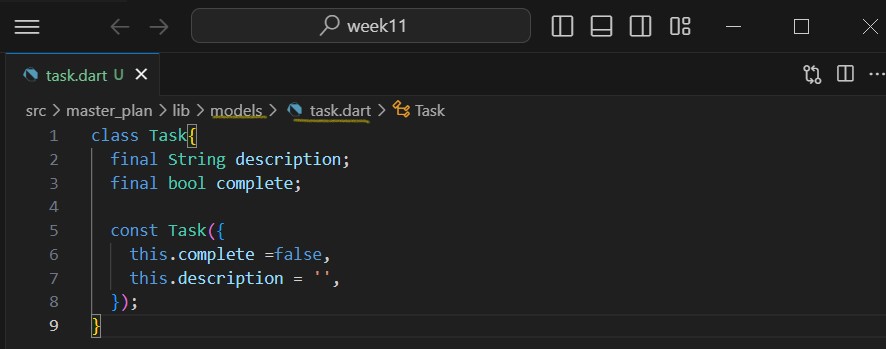 week11
task.dart U
src > master_plan > lib > models > task.dart > Task
1 class Task{
2 final String description;
3 final bool complete;
4
5 const Task({
6 this.complete =false,
7 this.description = '',
8 });
9 }